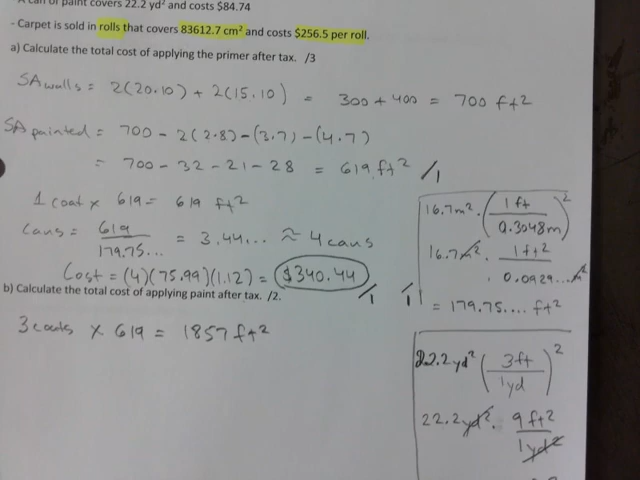 A can of paint covers 22.2 yd² and costs $84.74
- Carpet is sold in rolls that covers 83612.7 cm² and costs $256.5 per roll.
a) Calculate the total cost of applying the primer after tax. /3
SA walls = 2(20·10) + 2(15·10) = 300 + 400 = 700 ft2
SA painted = 700 - 2(2·8) - (3.7) - (4.7)
= 700 - 32 - 21 - 28 = 619 ft² /1
1 coat x 619 = 619 ft2
Cans = 619/179.75... = 3.44... ≈ 4 cans
Cost = (4)(75.99)(1.12) = $340.44 /1
16.7m². (1 ft/0.3048m)²
16.7m². 1ft2/0.0929...m²
/1 = 179.75.... ft²
b) Calculate the total cost of applying paint after tax. /2.
3 coats x 619 = 1857 ft²
22.2yd² (3ft/1yd)²
22.2yd². 9ft2/1yd²